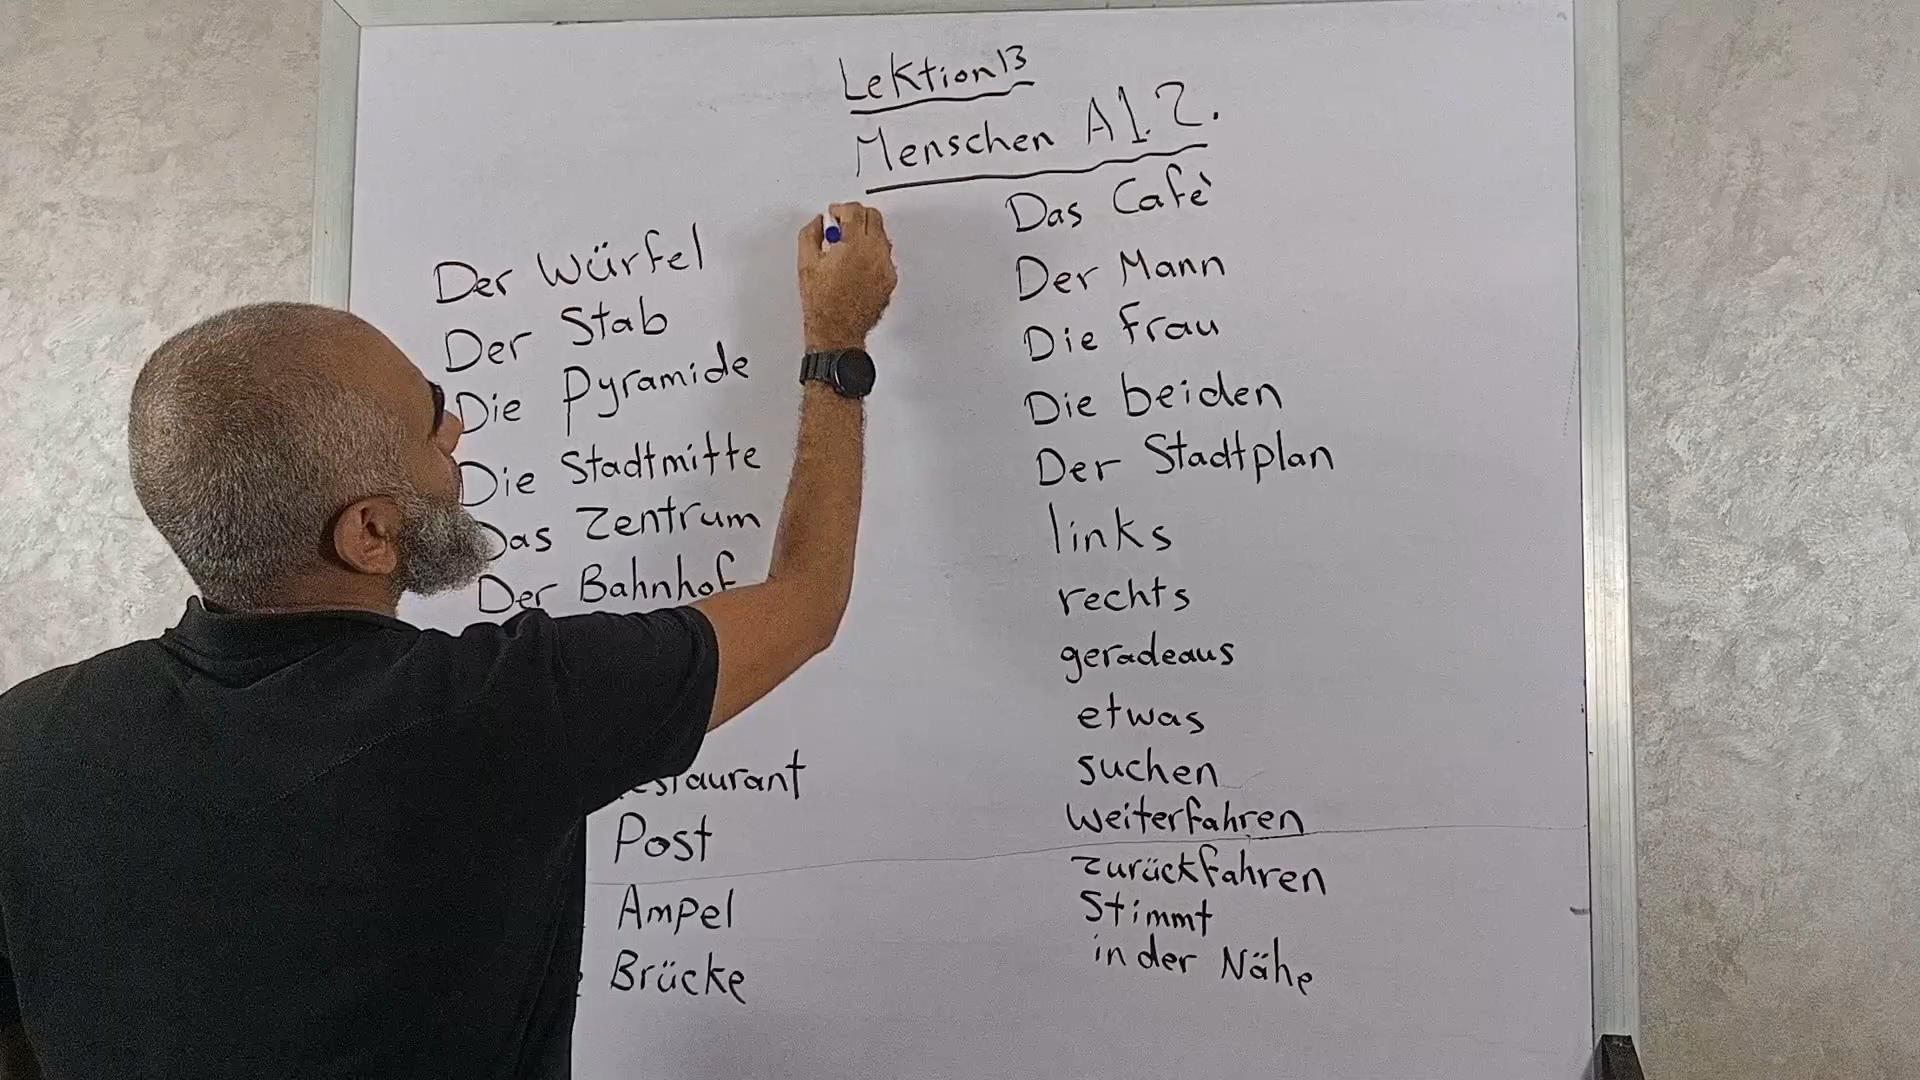 Lektion 13
Menschen A1.2.
Der Würfel
Der Stab
Die Pyramide
Die Stadtmitte
Das Zentrum
Der Bahnhof
Post
Ampel
Brücke
Das Cafè
Der Mann
Die Frau
Die beiden
Der Stadtplan
links
rechts
geradeaus
etwas
suchen
Weiterfahren
zurückfahren
Stimmt
in der Nähe